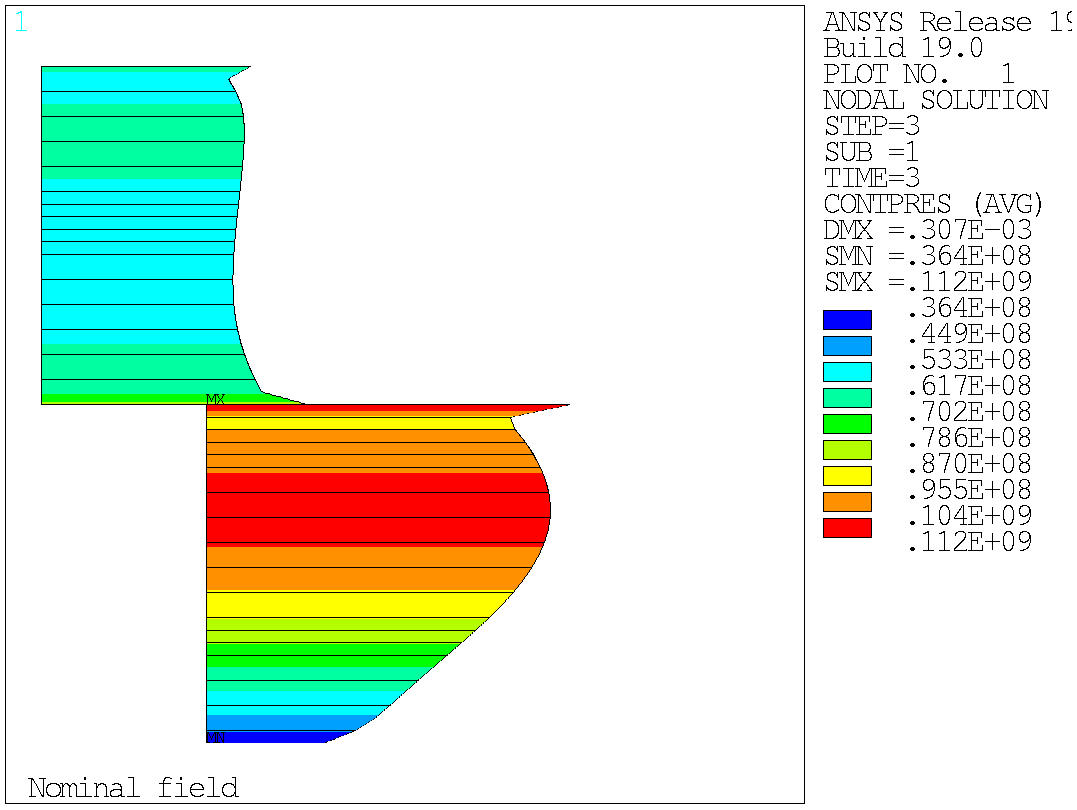 1
ANSYS Release 19
Build 19.0
PLOT NO. 1
NODAL SOLUTION
STEP=3
SUB =1
TIME=3
CONTPRES (AVG)
DMX =.307E-03
SMN =.364E+08
SMX =.112E+09
.364E+08
.449E+08
.533E+08
.617E+08
.702E+08
.786E+08
.870E+08
.955E+08
.104E+09
.112E+09
MX
MN
Nominal field